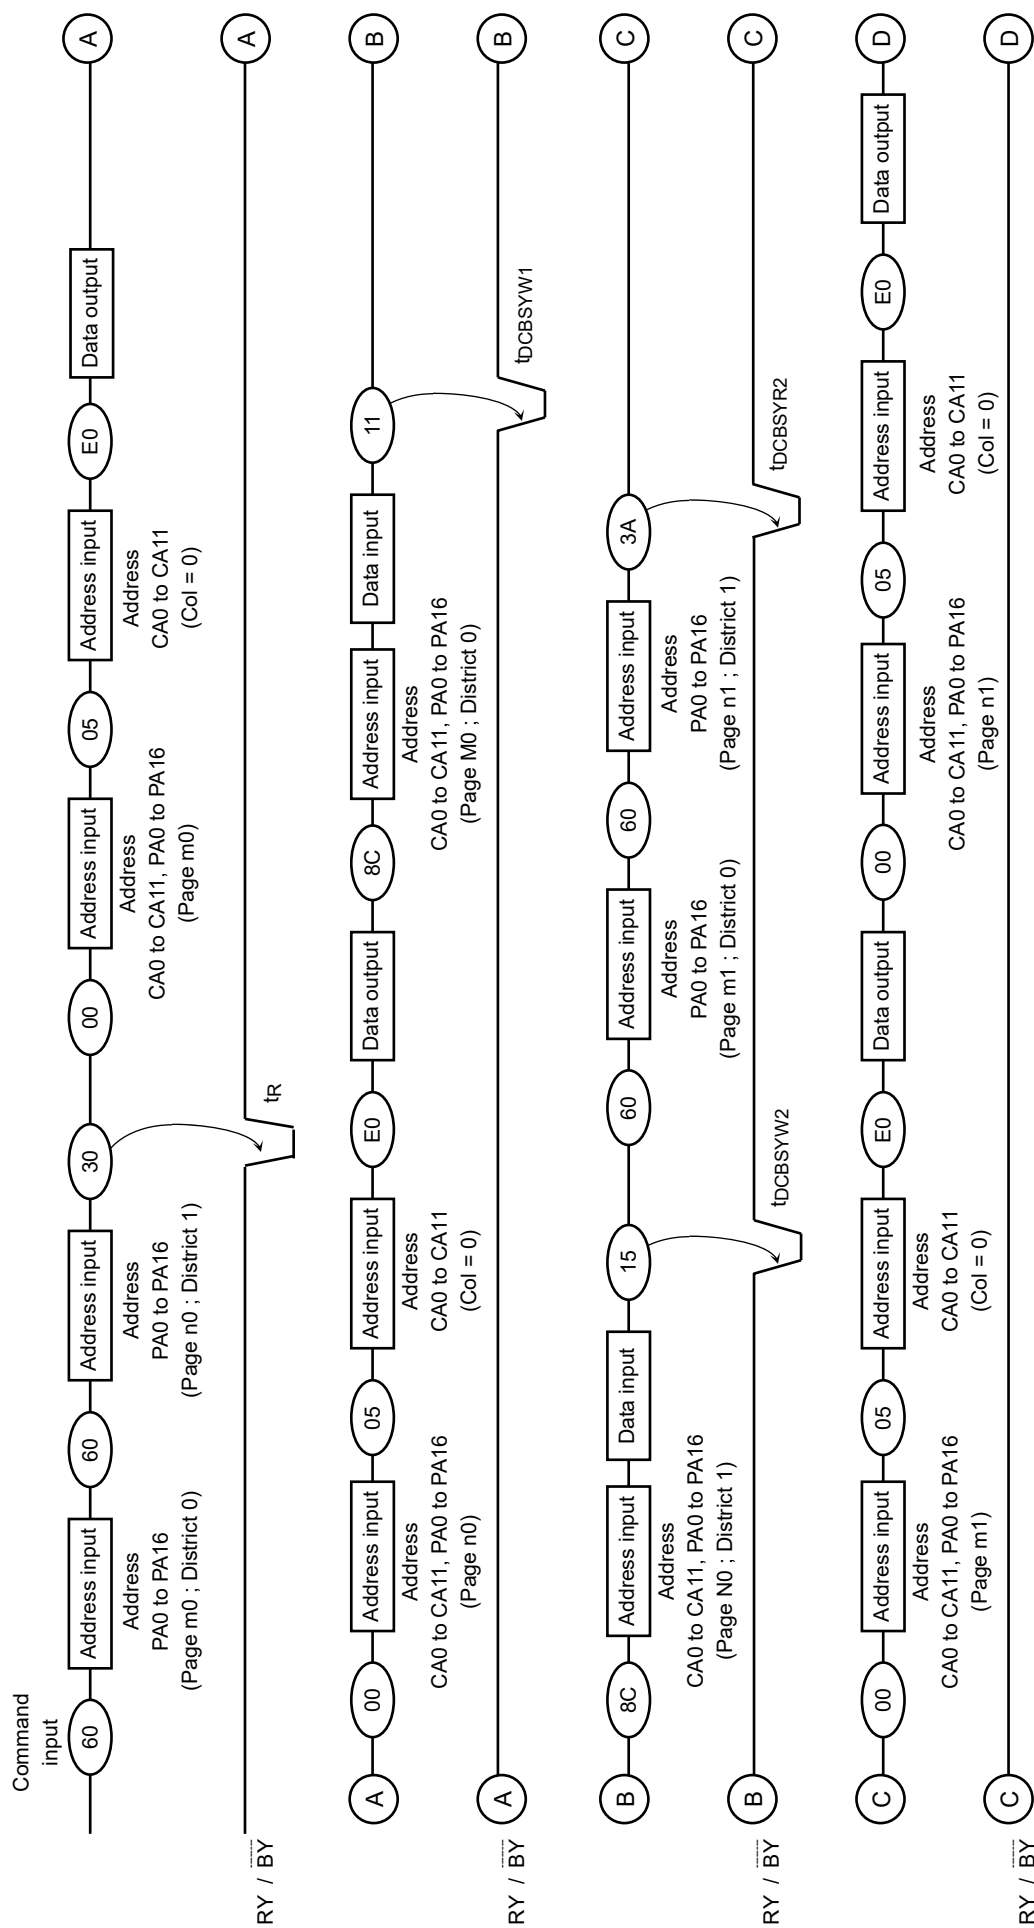 Command
input
60 Address input 60 Address input 30 00 Address input 05 Address input E0 Data output A
Address
PA0 to PA16
(Page m0 ; District 0)
Address
PA0 to PA16
(Page n0 ; District 1)
Address
CA0 to CA11, PA0 to PA16
(Page m0)
Address
CA0 to CA11
(Col = 0)
RY / BY tR A
A 00 Address input 05 Address input E0 Data output 8C Address input Data input 11 B
Address
CA0 to CA11, PA0 to PA16
(Page n0)
Address
CA0 to CA11
(Col = 0)
Address
CA0 to CA11, PA0 to PA16
(Page M0 ; District 0)
RY / BY A tDCBSYW1 B
B 8C Address input Data input 15 60 Address input 60 Address input 3A C
Address
CA0 to CA11, PA0 to PA16
(Page N0 ; District 1)
Address
PA0 to PA16
(Page m1 ; District 0)
Address
PA0 to PA16
(Page n1 ; District 1)
RY / BY B tDCBSYW2 tDCBSYR2 C
C 00 Address input 05 Address input E0 Data output 00 Address input 05 Address input E0 Data output D
Address
CA0 to CA11, PA0 to PA16
(Page m1)
Address
CA0 to CA11
(Col = 0)
Address
CA0 to CA11, PA0 to PA16
(Page n1)
Address
CA0 to CA11
(Col = 0)
RY / BY C D